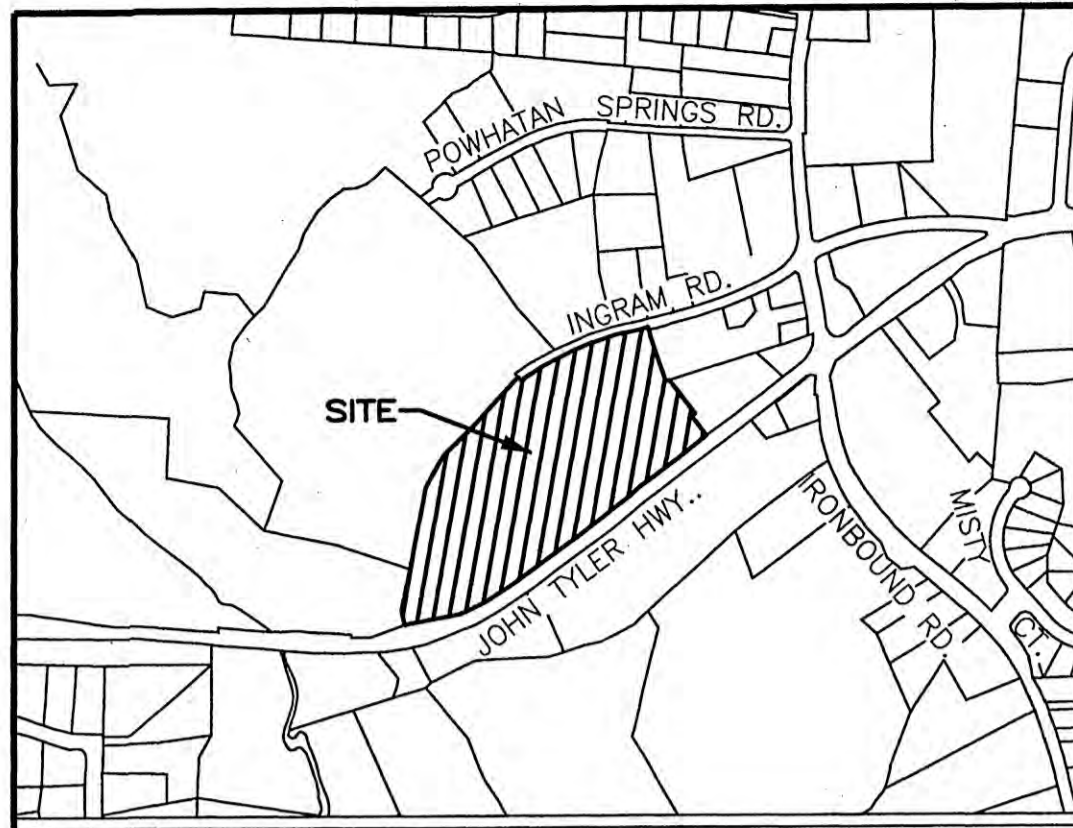 POWHATAN SPRINGS RD.
INGRAM RD.
SITE
JOHN TYLER HWY..
IRONBOUND RD.
MISTY CT.